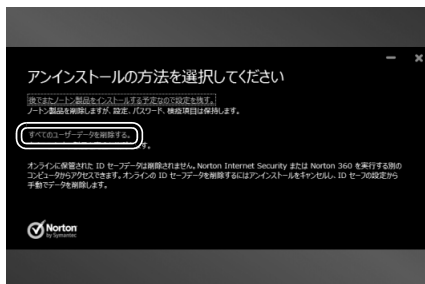 アンインストールの方法を選択してください
後でまたノートン製品をインストールする予定なので設定を残す。
ノートン製品を削除しますが、設定、パスワード、検疫項目は保持します。
すべてのユーザーデータを削除する。
す。
オンラインに保管された ID セーフデータは削除されません。Norton Internet Security または Norton 360 を実行する別の
コンピュータからアクセスできます。オンラインの ID セーフデータを削除するにはアンインストールをキャンセルし、ID セーフの設定から
手動でデータを削除します。
Norton
by Symantec